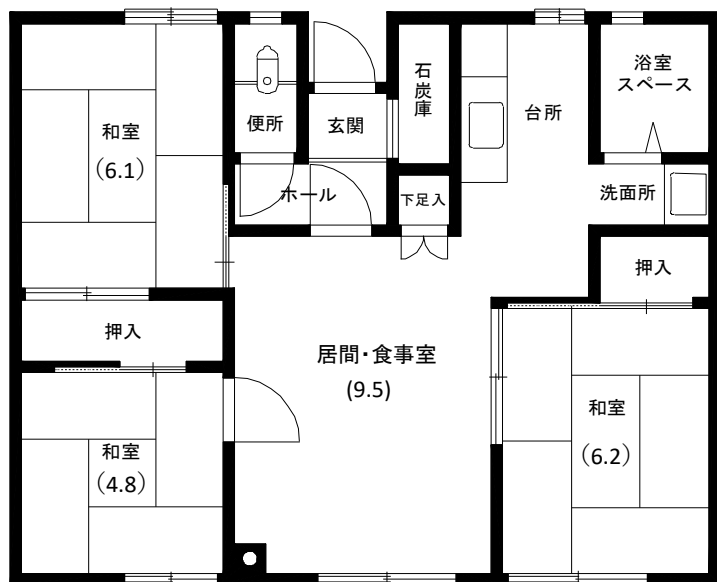 和室
（6.1）
便所
玄関
石炭庫
台所
浴室
スペース
ホール
下足入
洗面所
押入
押入
居間・食事室
(9.5)
和室
（4.8）
和室
（6.2）